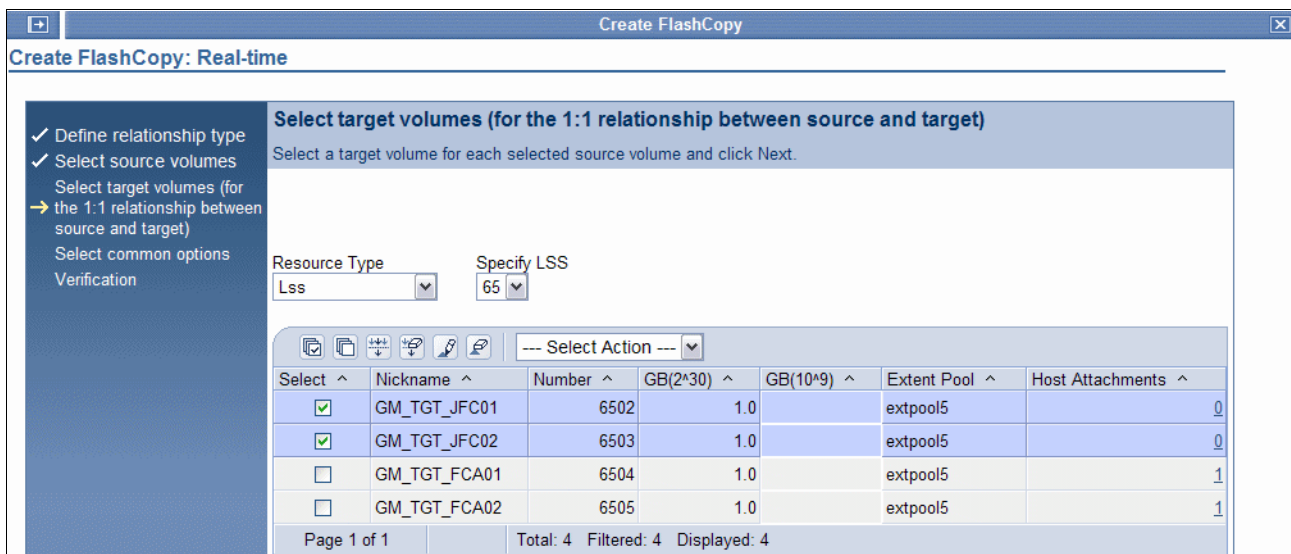 Create FlashCopy
Create FlashCopy: Real-time
Define relationship type
Select source volumes
Select target volumes (for
the 1:1 relationship between
source and target)
Select common options
Verification
Select target volumes (for the 1:1 relationship between source and target)
Select a target volume for each selected source volume and click Next.
Resource Type Specify LSS
Lss 65
--- Select Action ---
Select ^ Nickname ^ Number ^ GB(2^30) ^ GB(10^9) ^ Extent Pool ^ Host Attachments ^
GM_TGT_JFC01 6502 1.0 extpool5 0
GM_TGT_JFC02 6503 1.0 extpool5 0
GM_TGT_FCA01 6504 1.0 extpool5 1
GM_TGT_FCA02 6505 1.0 extpool5 1
Page 1 of 1 Total: 4 Filtered: 4 Displayed: 4